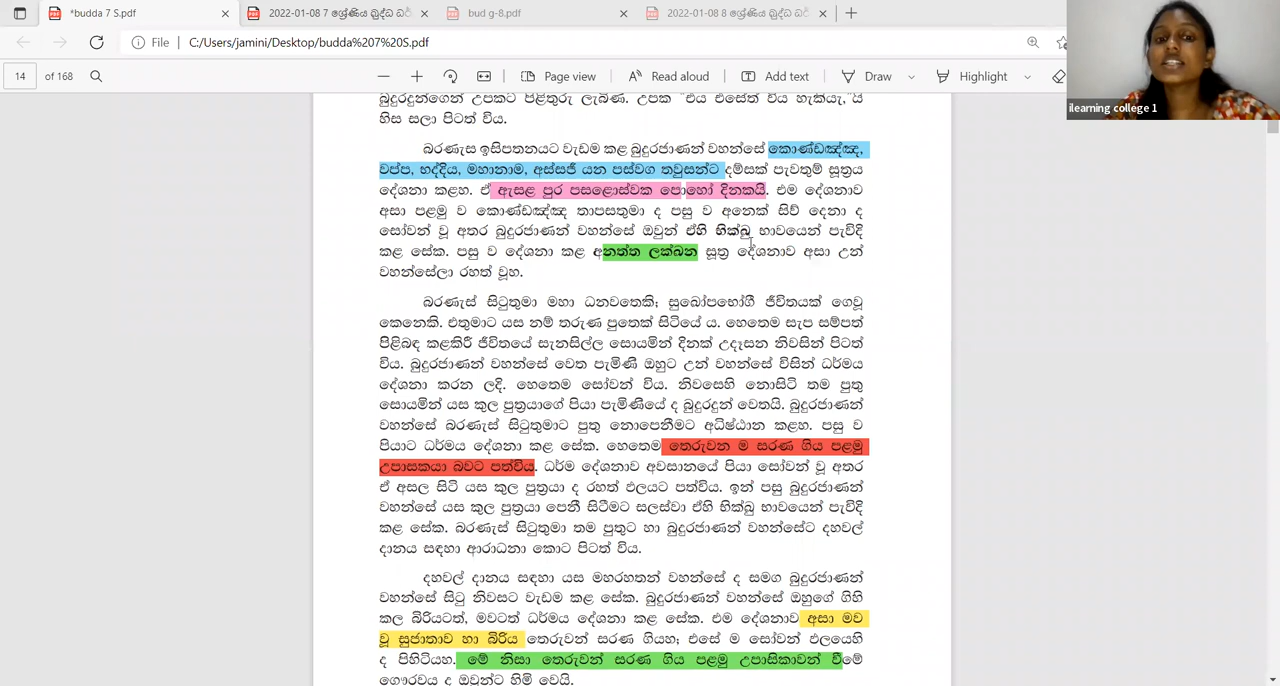 *budda 7 S.pdf
2022-01-08 7 ශ්‍රේණිය බුද්ධ ධර්
bud g-8.pdf
2022-01-08 8 ශ්‍රේණිය බුද්ධ ධර්
File | C:/Users/jamini/Desktop/budda%207%20S.pdf
14 of 168 Page view Read aloud Add text Draw Highlight
ilearning college 1
බුදුරදුන්ගෙන් උපකට පිළිතුරු ලැබිණ. උපක "එය එසේත් විය හැකියැ,"යි
හිස සලා පිටත් විය.
බරණැස ඉසිපතනයට වැඩම කළ බුදුරජාණන් වහන්සේ කොණ්ඩඤ්ඤ,
වප්ප, භද්දිය, මහානාම, අස්සජි යන පස්වග තවුසන්ට දම්සක් පැවතුම් සූත්‍රය
දේශනා කළහ. ඒ ඇසළ පුර පසළොස්වක පොහෝ දිනකයි. එම දේශනාව
අසා පළමු ව කොණ්ඩඤ්ඤ තාපසතුමා ද පසු ව අනෙක් සිව් දෙනා ද
සෝවන් වූ අතර බුදුරජාණන් වහන්සේ ඔවුන් ඒහි භික්ඛු භාවයෙන් පැවිදි
කළ සේක. පසු ව දේශනා කළ අනත්ත ලක්ඛන සූත්‍ර දේශනාව අසා උන්
වහන්සේලා රහත් වූහ.
බරණැස් සිටුතුමා මහා ධනවතෙකි; සුඛෝපභෝගී ජීවිතයක් ගෙවූ
කෙනෙකි. එතුමාට යස නම් තරුණ පුතෙක් සිටියේ ය. හෙතෙම සැප සම්පත්
පිළිබඳ කළකිරී ජීවිතයේ සැනසිල්ල සොයමින් දිනක් උදෑසන නිවසින් පිටත්
විය. බුදුරජාණන් වහන්සේ වෙත පැමිණි ඔහුට උන් වහන්සේ විසින් ධර්මය
දේශනා කරන ලදි. හෙතෙම සෝවන් විය. නිවසෙහි නොසිටි තම පුතු
සොයමින් යස කුල පුත්‍රයාගේ පියා පැමිණියේ ද බුදුරදුන් වෙතයි. බුදුරජාණන්
වහන්සේ බරණැස් සිටුතුමාට පුතු නොපෙනීමට අධිෂ්ඨාන කළහ. පසු ව
පියාට ධර්මය දේශනා කළ සේක. හෙතෙම තෙරුවන ම සරණ ගිය පළමු
උපාසකයා බවට පත්විය. ධර්ම දේශනාව අවසානයේ පියා සෝවන් වූ අතර
ඒ අසල සිටි යස කුල පුත්‍රයා ද රහත් ඵලයට පත්විය. ඉන් පසු බුදුරජාණන්
වහන්සේ යස කුල පුත්‍රයා පෙනී සිටීමට සලස්වා ඒහි භික්ඛු භාවයෙන් පැවිදි
කළ සේක. බරණැස් සිටුතුමා තම පුතුට හා බුදුරජාණන් වහන්සේට දහවල්
දානය සඳහා ආරාධනා කොට පිටත් විය.
දහවල් දානය සඳහා යස මහරහතන් වහන්සේ ද සමග බුදුරජාණන්
වහන්සේ සිටු නිවසට වැඩම කළ සේක. බුදුරජාණන් වහන්සේ ඔහුගේ ගිහි
කල බිරියටත්, මවටත් ධර්මය දේශනා කළ සේක. එම දේශනාව අසා මව
වූ සුජාතාව හා බිරිය තෙරුවන් සරණ ගියහ; එසේ ම සෝවන් ඵලයෙහි
ද පිහිටියහ. මේ නිසා තෙරුවන් සරණ ගිය පළමු උපාසිකාවන් වීමේ
ගෞරවය ද ඔවුන්ට හිමි වෙයි.